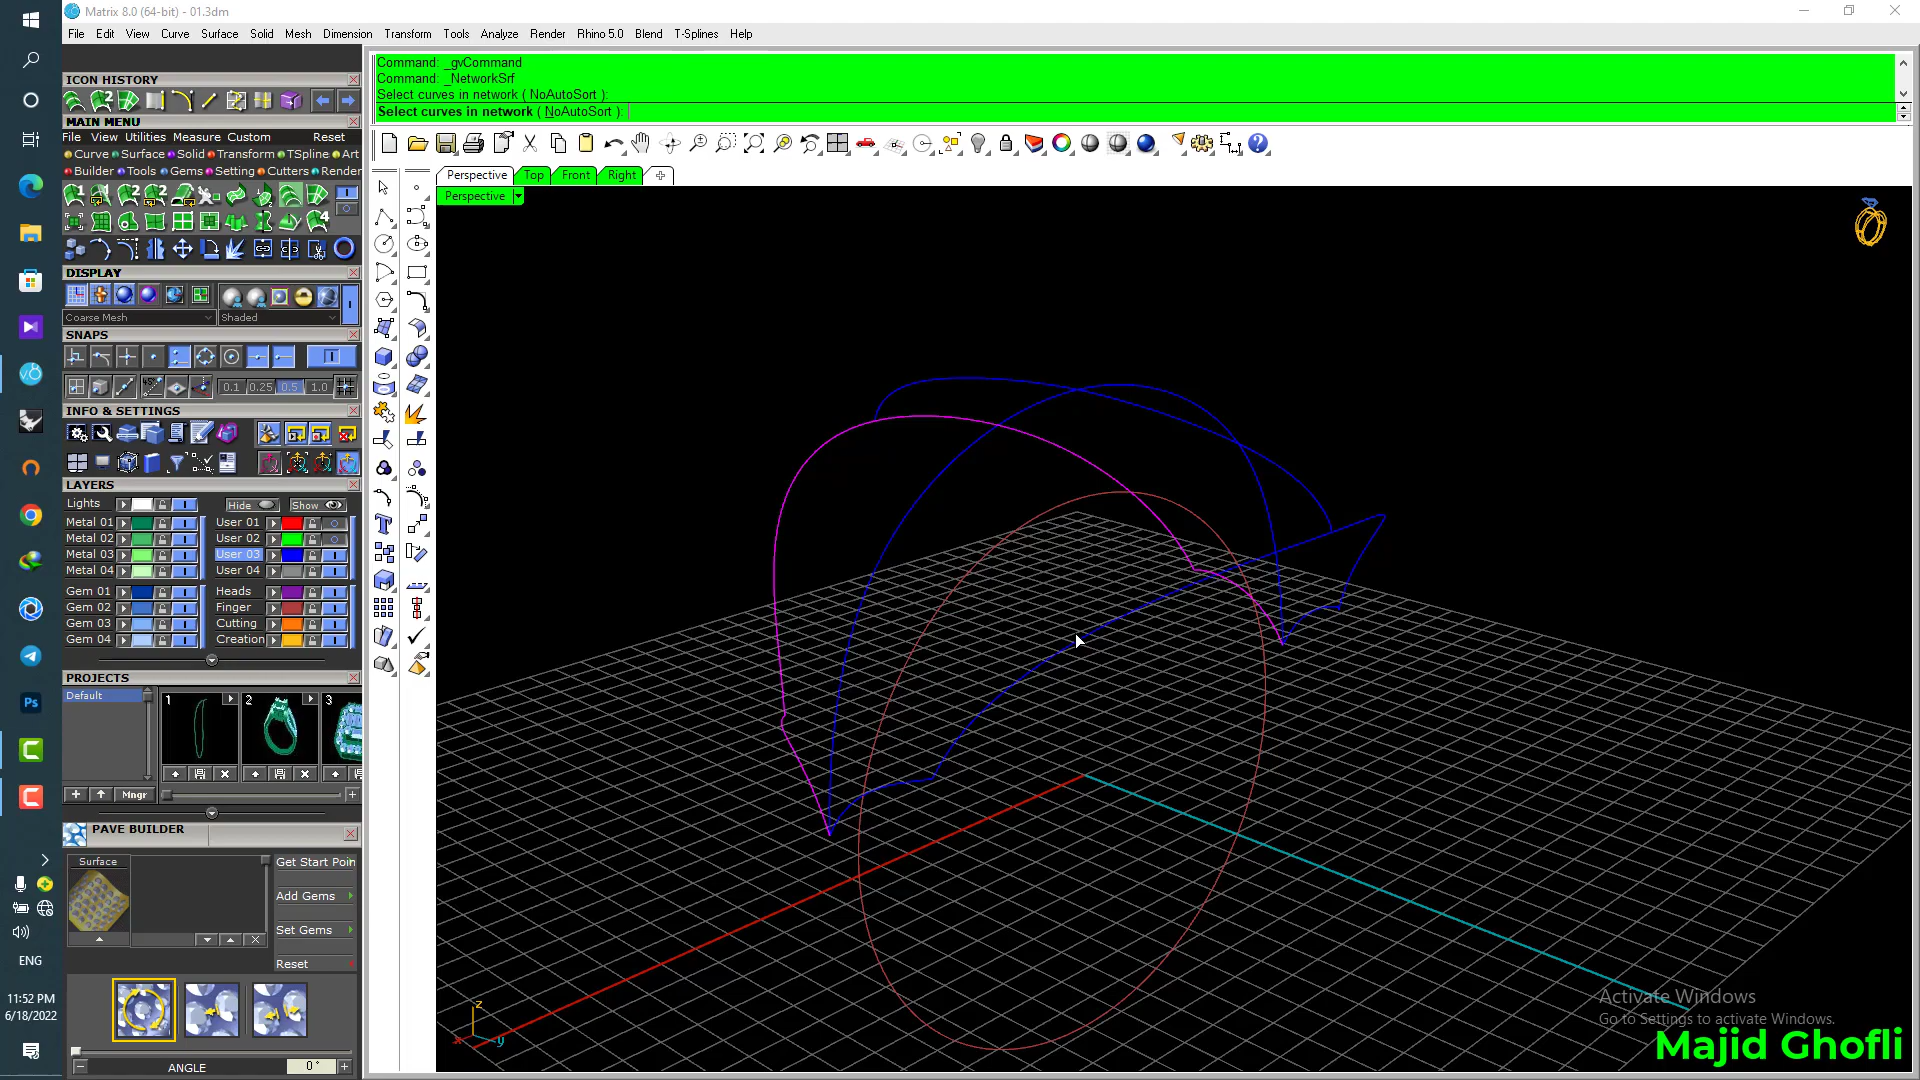 Matrix 8.0 (64-bit) - 01.3dm
File Edit View Curve Surface Solid Mesh Dimension Transform Tools Analyze Render Rhino 5.0 Blend T-Splines Help
Command: _gvCommand
Command: _NetworkSrf
Select curves in network ( NoAutoSort ):
Select curves in network ( NoAutoSort ):
ICON HISTORY
MAIN MENU
File View Utilities Measure Custom Reset
Curve Surface Solid Transform TSpline Art
Builder Tools Gems Setting Cutters Render
DISPLAY
Coarse Mesh Shaded
SNAPS
0.1 0.25 0.5 1.0
INFO & SETTINGS
LAYERS
Lights Hide Show
Metal 01 User 01
Metal 02 User 02
Metal 03 User 03
Metal 04 User 04
Gem 01 Heads
Gem 02 Finger
Gem 03 Cutting
Gem 04 Creation
PROJECTS
Default
1 2 3
Mngr
PAVE BUILDER
Surface
Get Start Poin
Add Gems
Set Gems
Reset
ANGLE 0°
Perspective Top Front Right
Perspective
z
x y
ENG
11:52 PM
6/18/2022
Activate Windows
Go to Settings to activate Windows.
Majid Ghofli